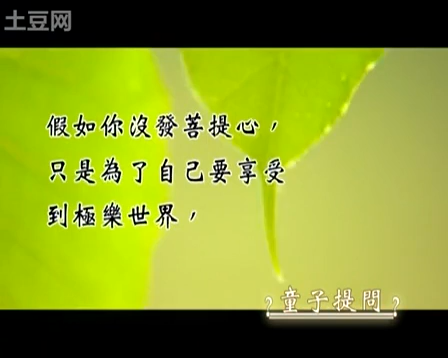 土豆网
假如你沒發菩提心，
只是為了自己要享受
到極樂世界，
?童子提問?